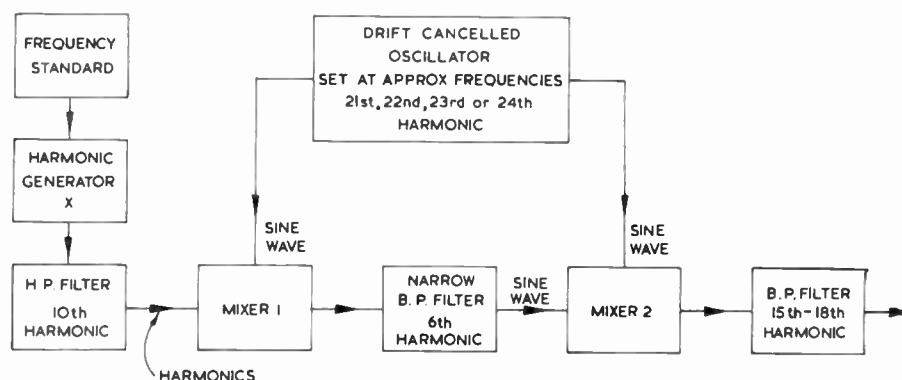 FREQUENCY
STANDARD
DRIFT CANCELLED
OSCILLATOR
SET AT APPROX FREQUENCIES
21st, 22nd, 23rd or 24th
HARMONIC
HARMONIC
GENERATOR
X
SINE
WAVE
SINE
WAVE
H P. FILTER
10th
HARMONIC
MIXER 1
NARROW
B. P. FILTER
6th
HARMONIC
SINE
WAVE
MIXER 2
B. P. FILTER
15th-18th
HARMONIC
HARMONICS